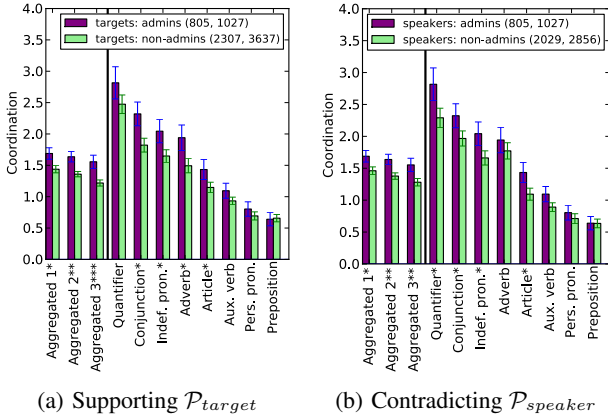 targets: admins (805, 1027)
targets: non-admins (2307, 3637)
Coordination
4.0
3.5
3.0
2.5
2.0
1.5
1.0
0.5
0.0
Aggregated 1*
Aggregated 2**
Aggregated 3***
Quantifier
Conjunction*
Indef. pron.*
Adverb*
Article*
Aux. verb
Pers. pron.
Preposition
(a) Supporting P_target
speakers: admins (805, 1027)
speakers: non-admins (2029, 2856)
Coordination
4.0
3.5
3.0
2.5
2.0
1.5
1.0
0.5
0.0
Aggregated 1*
Aggregated 2**
Aggregated 3**
Quantifier*
Conjunction*
Indef. pron.*
Adverb
Article*
Aux. verb
Pers. pron.
Preposition
(b) Contradicting P_speaker